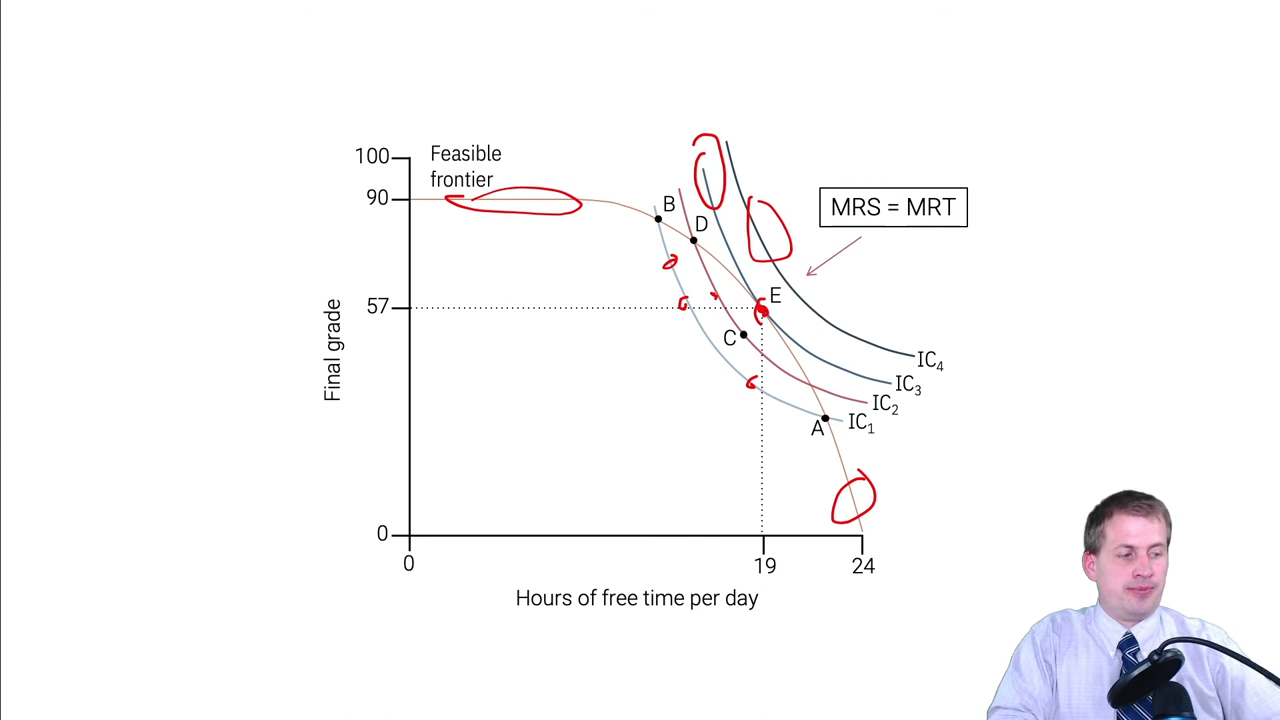 100
Feasible
frontier
90
B
D
MRS = MRT
57
E
C
IC4
IC3
IC2
A
IC1
Final grade
0
0
19
24
Hours of free time per day